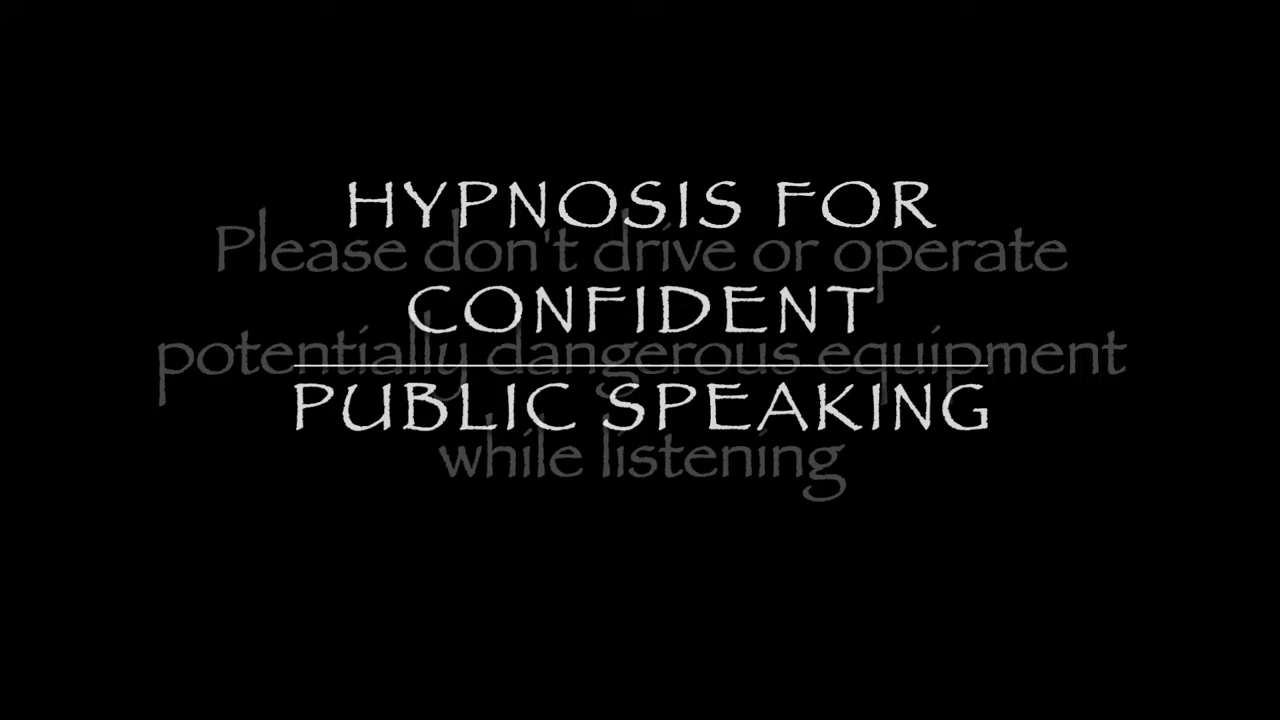 HYPNOSIS FOR
CONFIDENT
PUBLIC SPEAKING
Please don't drive or operate
potentially dangerous equipment
while listening